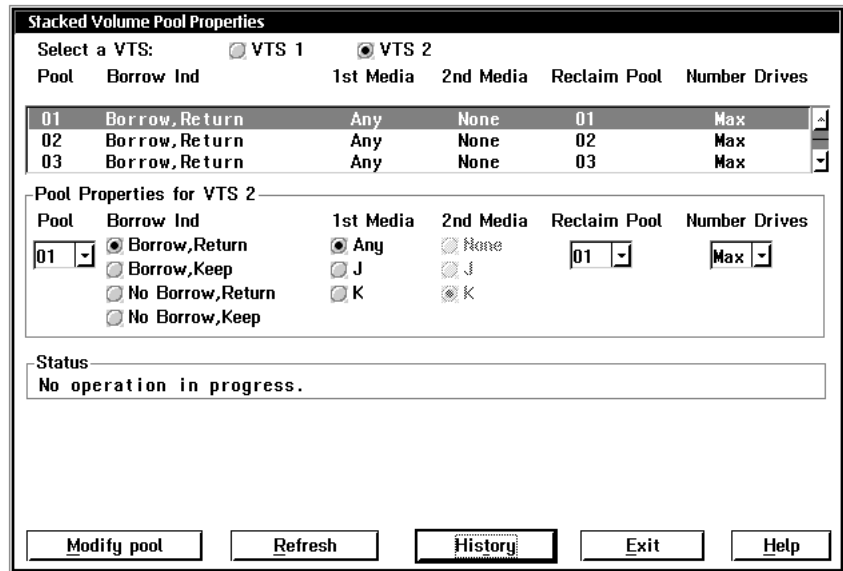 Stacked Volume Pool Properties
Select a VTS: VTS 1 VTS 2
Pool Borrow Ind 1st Media 2nd Media Reclaim Pool Number Drives
01 Borrow,Return Any None 01 Max
02 Borrow,Return Any None 02 Max
03 Borrow,Return Any None 03 Max
Pool Properties for VTS 2
Pool Borrow Ind 1st Media 2nd Media Reclaim Pool Number Drives
01 Borrow,Return Any None 01 Max
Borrow,Keep J J
No Borrow,Return K K
No Borrow,Keep
Status
No operation in progress.
Modify pool Refresh History Exit Help